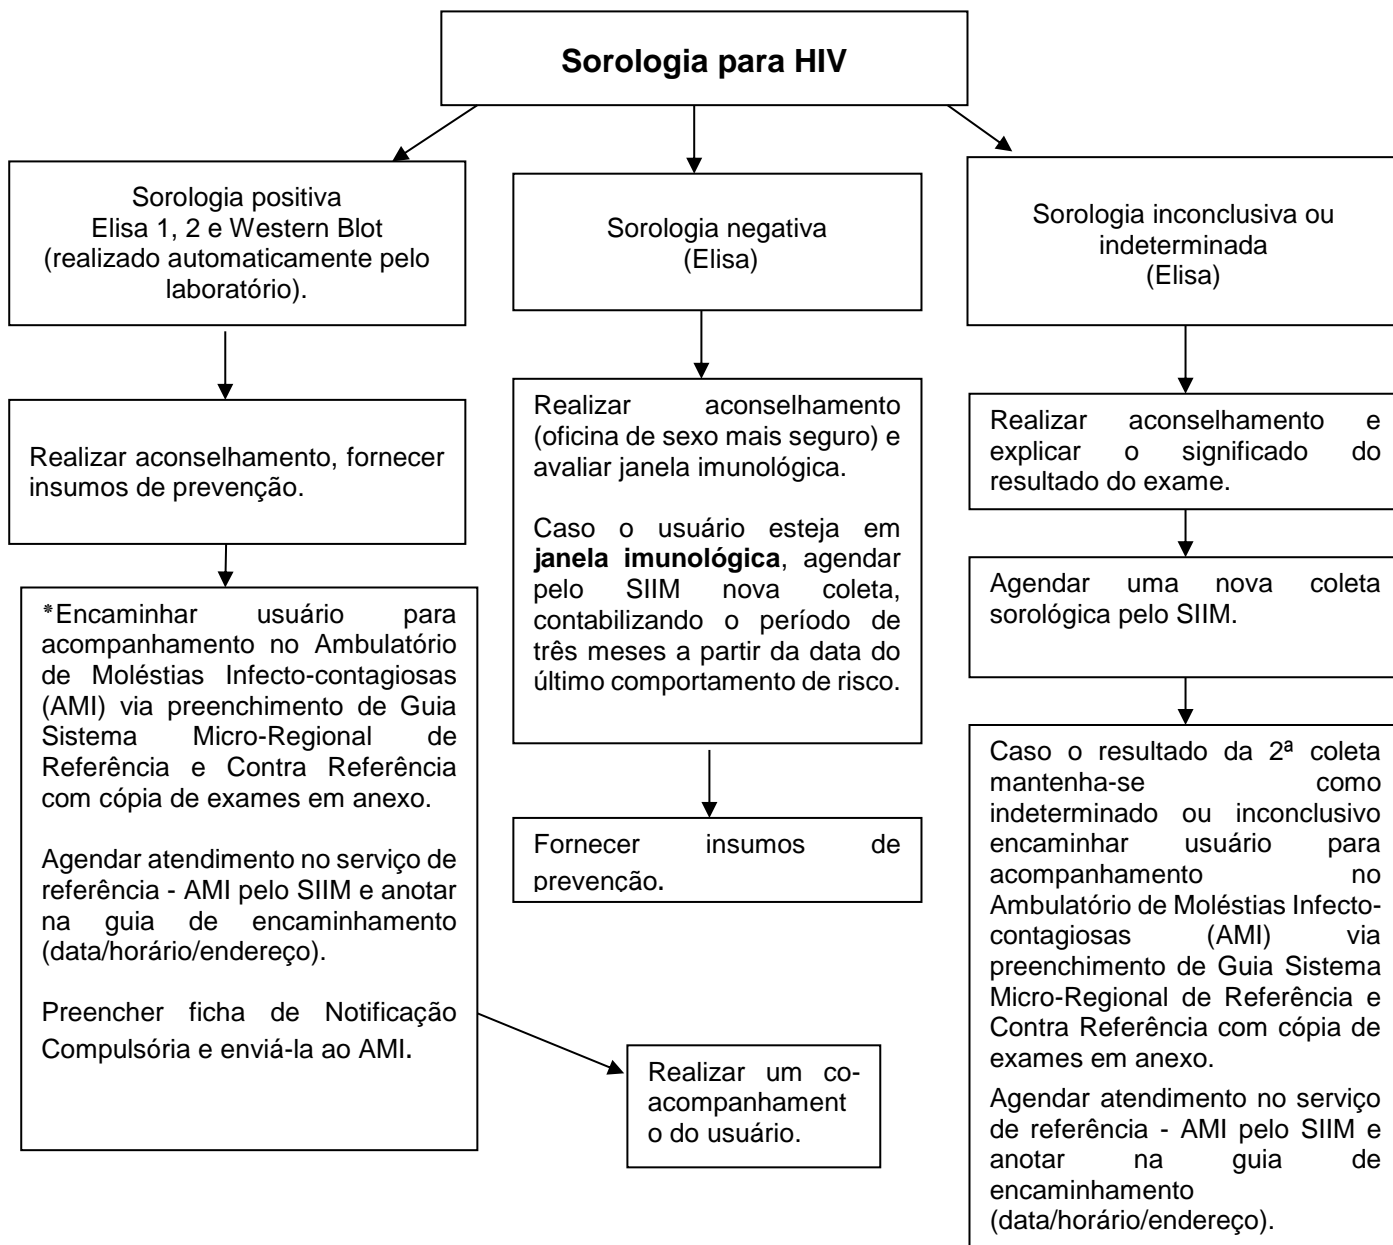 Sorologia para HIV
Sorologia positiva
Elisa 1, 2 e Western Blot
(realizado automaticamente pelo
laboratório).
Realizar aconselhamento, fornecer
insumos de prevenção.
*Encaminhar usuário para
acompanhamento no Ambulatório
de Moléstias Infecto-contagiosas
(AMI) via preenchimento de Guia
Sistema Micro-Regional de
Referência e Contra Referência
com cópia de exames em anexo.
Agendar atendimento no serviço de
referência - AMI pelo SIIM e anotar
na guia de encaminhamento
(data/horário/endereço).
Preencher ficha de Notificação
Compulsória e enviá-la ao AMI.
Realizar um co-
acompanhament
o do usuário.
Sorologia negativa
(Elisa)
Realizar aconselhamento
(oficina de sexo mais seguro) e
avaliar janela imunológica.
Caso o usuário esteja em
janela imunológica, agendar
pelo SIIM nova coleta,
contabilizando o período de
três meses a partir da data do
último comportamento de risco.
Fornecer insumos de
prevenção.
Sorologia inconclusiva ou
indeterminada
(Elisa)
Realizar aconselhamento e
explicar o significado do
resultado do exame.
Agendar uma nova coleta
sorológica pelo SIIM.
Caso o resultado da 2ª coleta
mantenha-se como
indeterminado ou inconclusivo
encaminhar usuário para
acompanhamento no
Ambulatório de Moléstias Infecto-
contagiosas (AMI) via
preenchimento de Guia Sistema
Micro-Regional de Referência e
Contra Referência com cópia de
exames em anexo.
Agendar atendimento no serviço
de referência - AMI pelo SIIM e
anotar na guia de
encaminhamento
(data/horário/endereço).